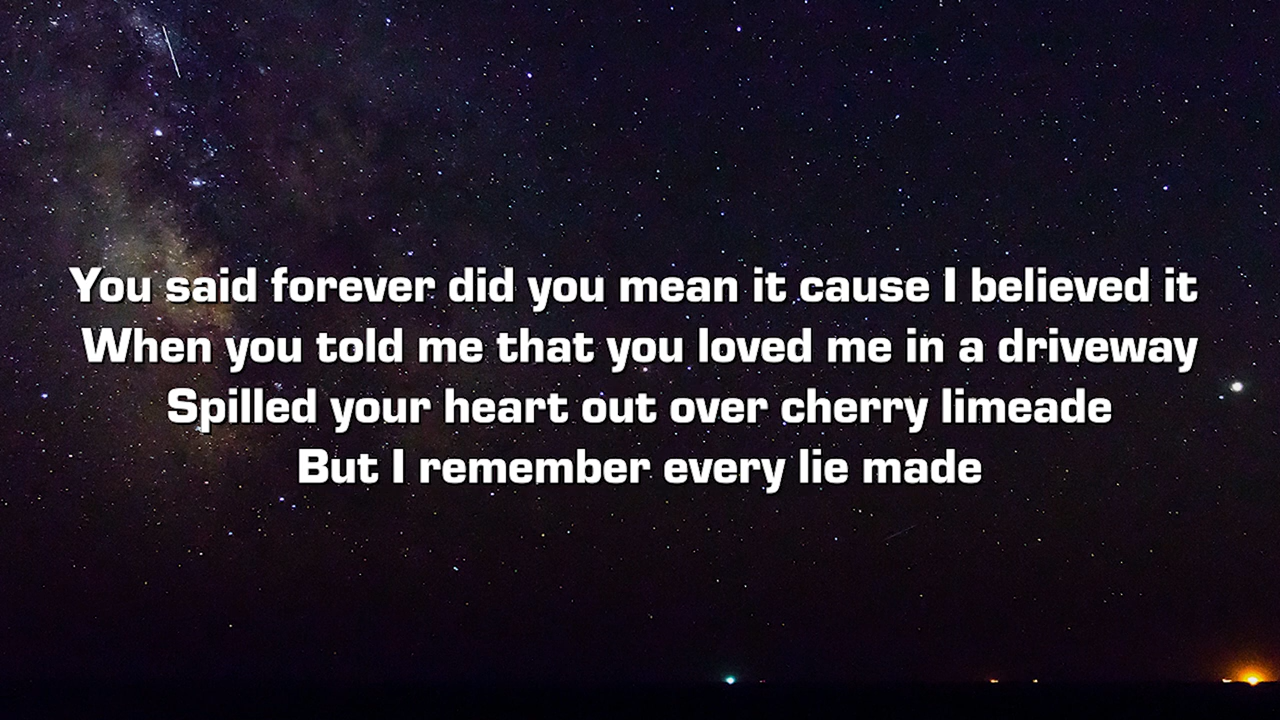 You said forever did you mean it cause I believed it
When you told me that you loved me in a driveway
Spilled your heart out over cherry limeade
But I remember every lie made